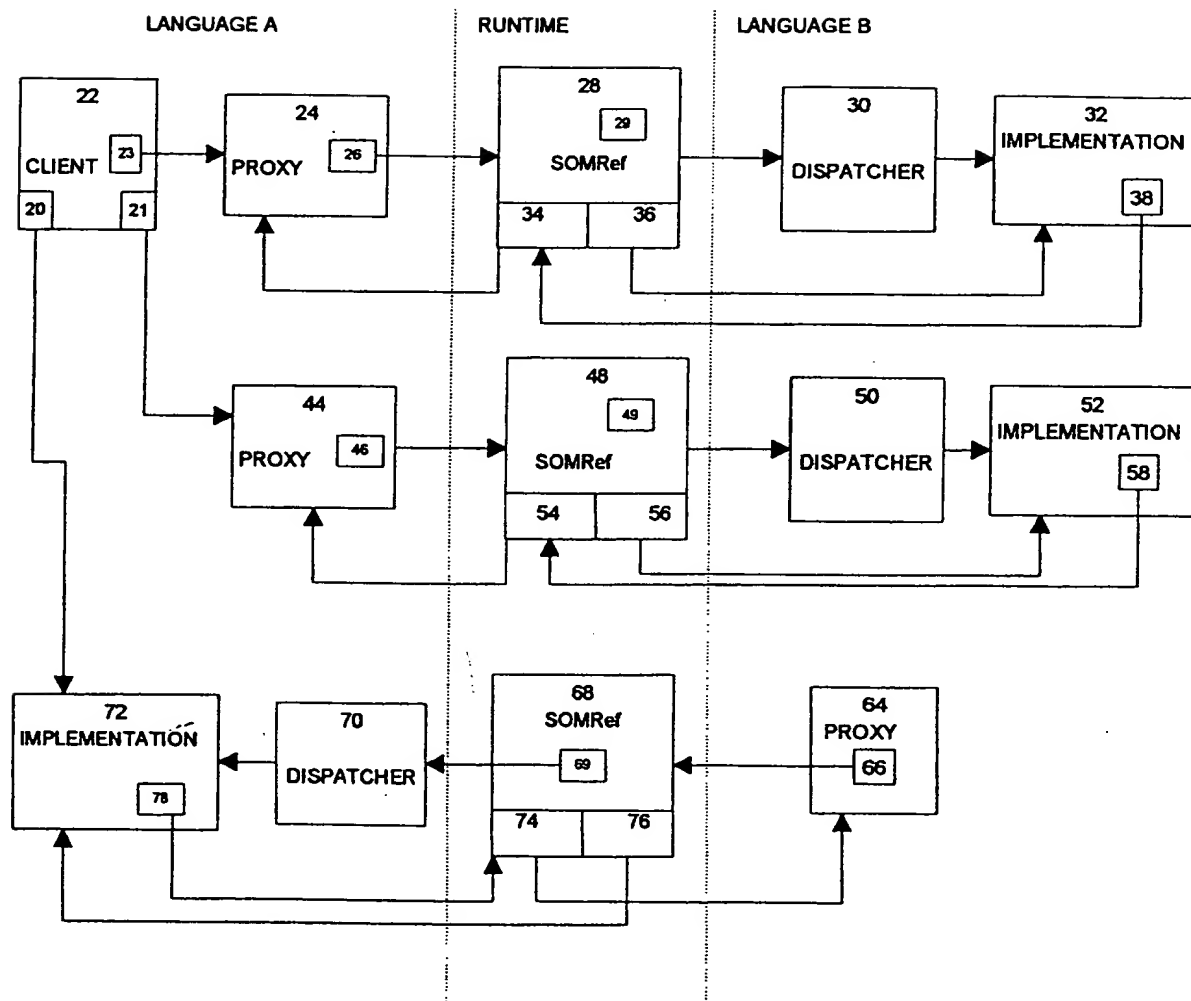 LANGUAGE A
RUNTIME
LANGUAGE B
22
23
CLIENT
20
21
24
26
PROXY
28
29
SOMRef
34
36
30
DISPATCHER
32
IMPLEMENTATION
38
44
46
PROXY
48
49
SOMRef
54
56
50
DISPATCHER
52
IMPLEMENTATION
58
72
IMPLEMENTATION
78
70
DISPATCHER
68
SOMRef
69
74
76
64
PROXY
66